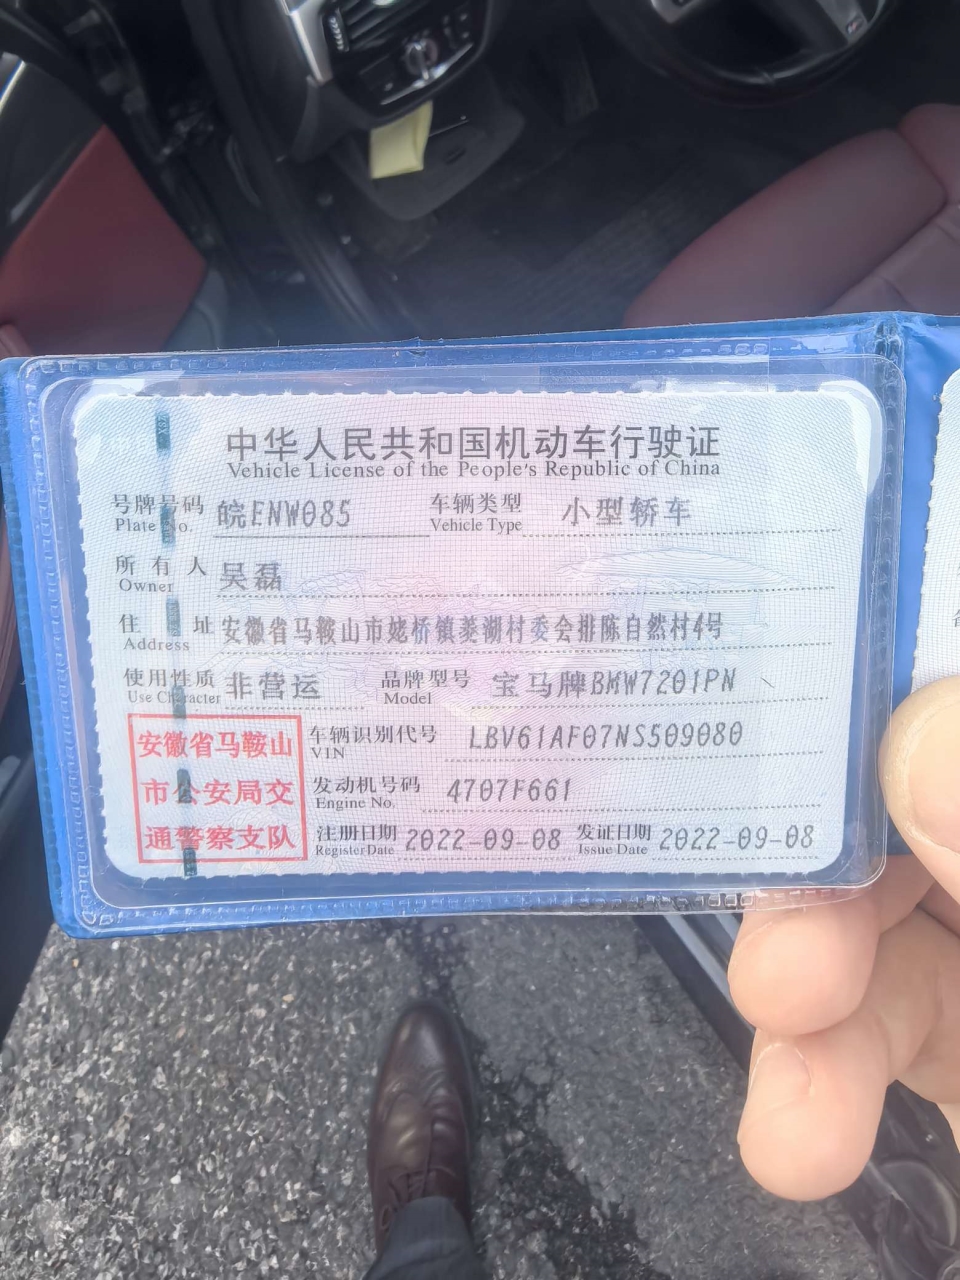 中华人民共和国机动车行驶证
Vehicle License of the People's Republic of China
号牌号码 皖ENW085 车辆类型 小型轿车
Plate No. Vehicle Type
所有人 吴磊
Owner
住址 安徽省马鞍山市姥桥镇菱湖村委会排陈自然村4号
Address
使用性质 非营运 品牌型号 宝马牌BMW7201PN
Use Character Model
安徽省马鞍山
市公安局交
通警察支队
车辆识别代号 LBV61AF07NS509080
VIN
发动机号码 4707F661
Engine No.
注册日期 2022-09-08 发证日期 2022-09-08
Register Date Issue Date